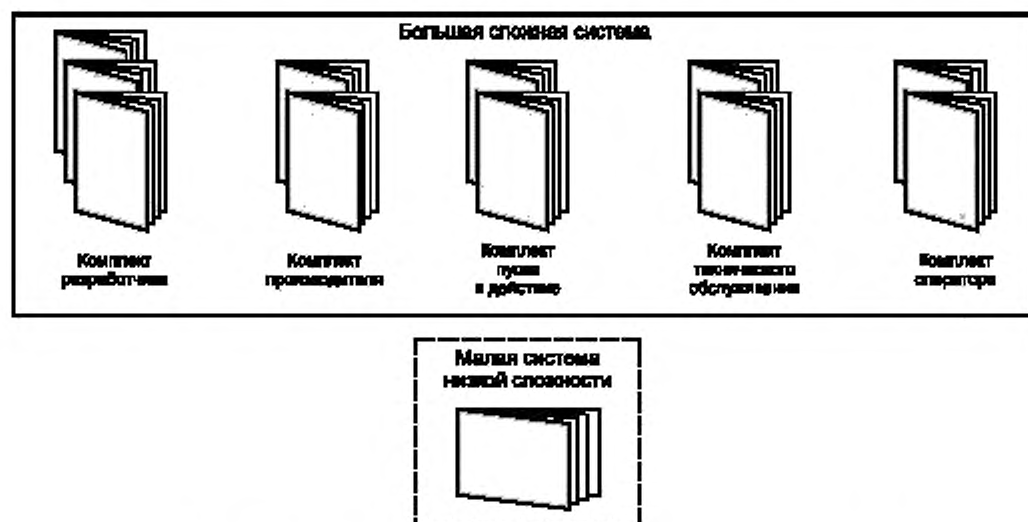 Большая сложная система
Комплект
разработчика
Комплект
производителя
Комплект
пуска
в действие
Комплект
технического
обслуживания
Комплект
оператора
Малая система
низкой сложности